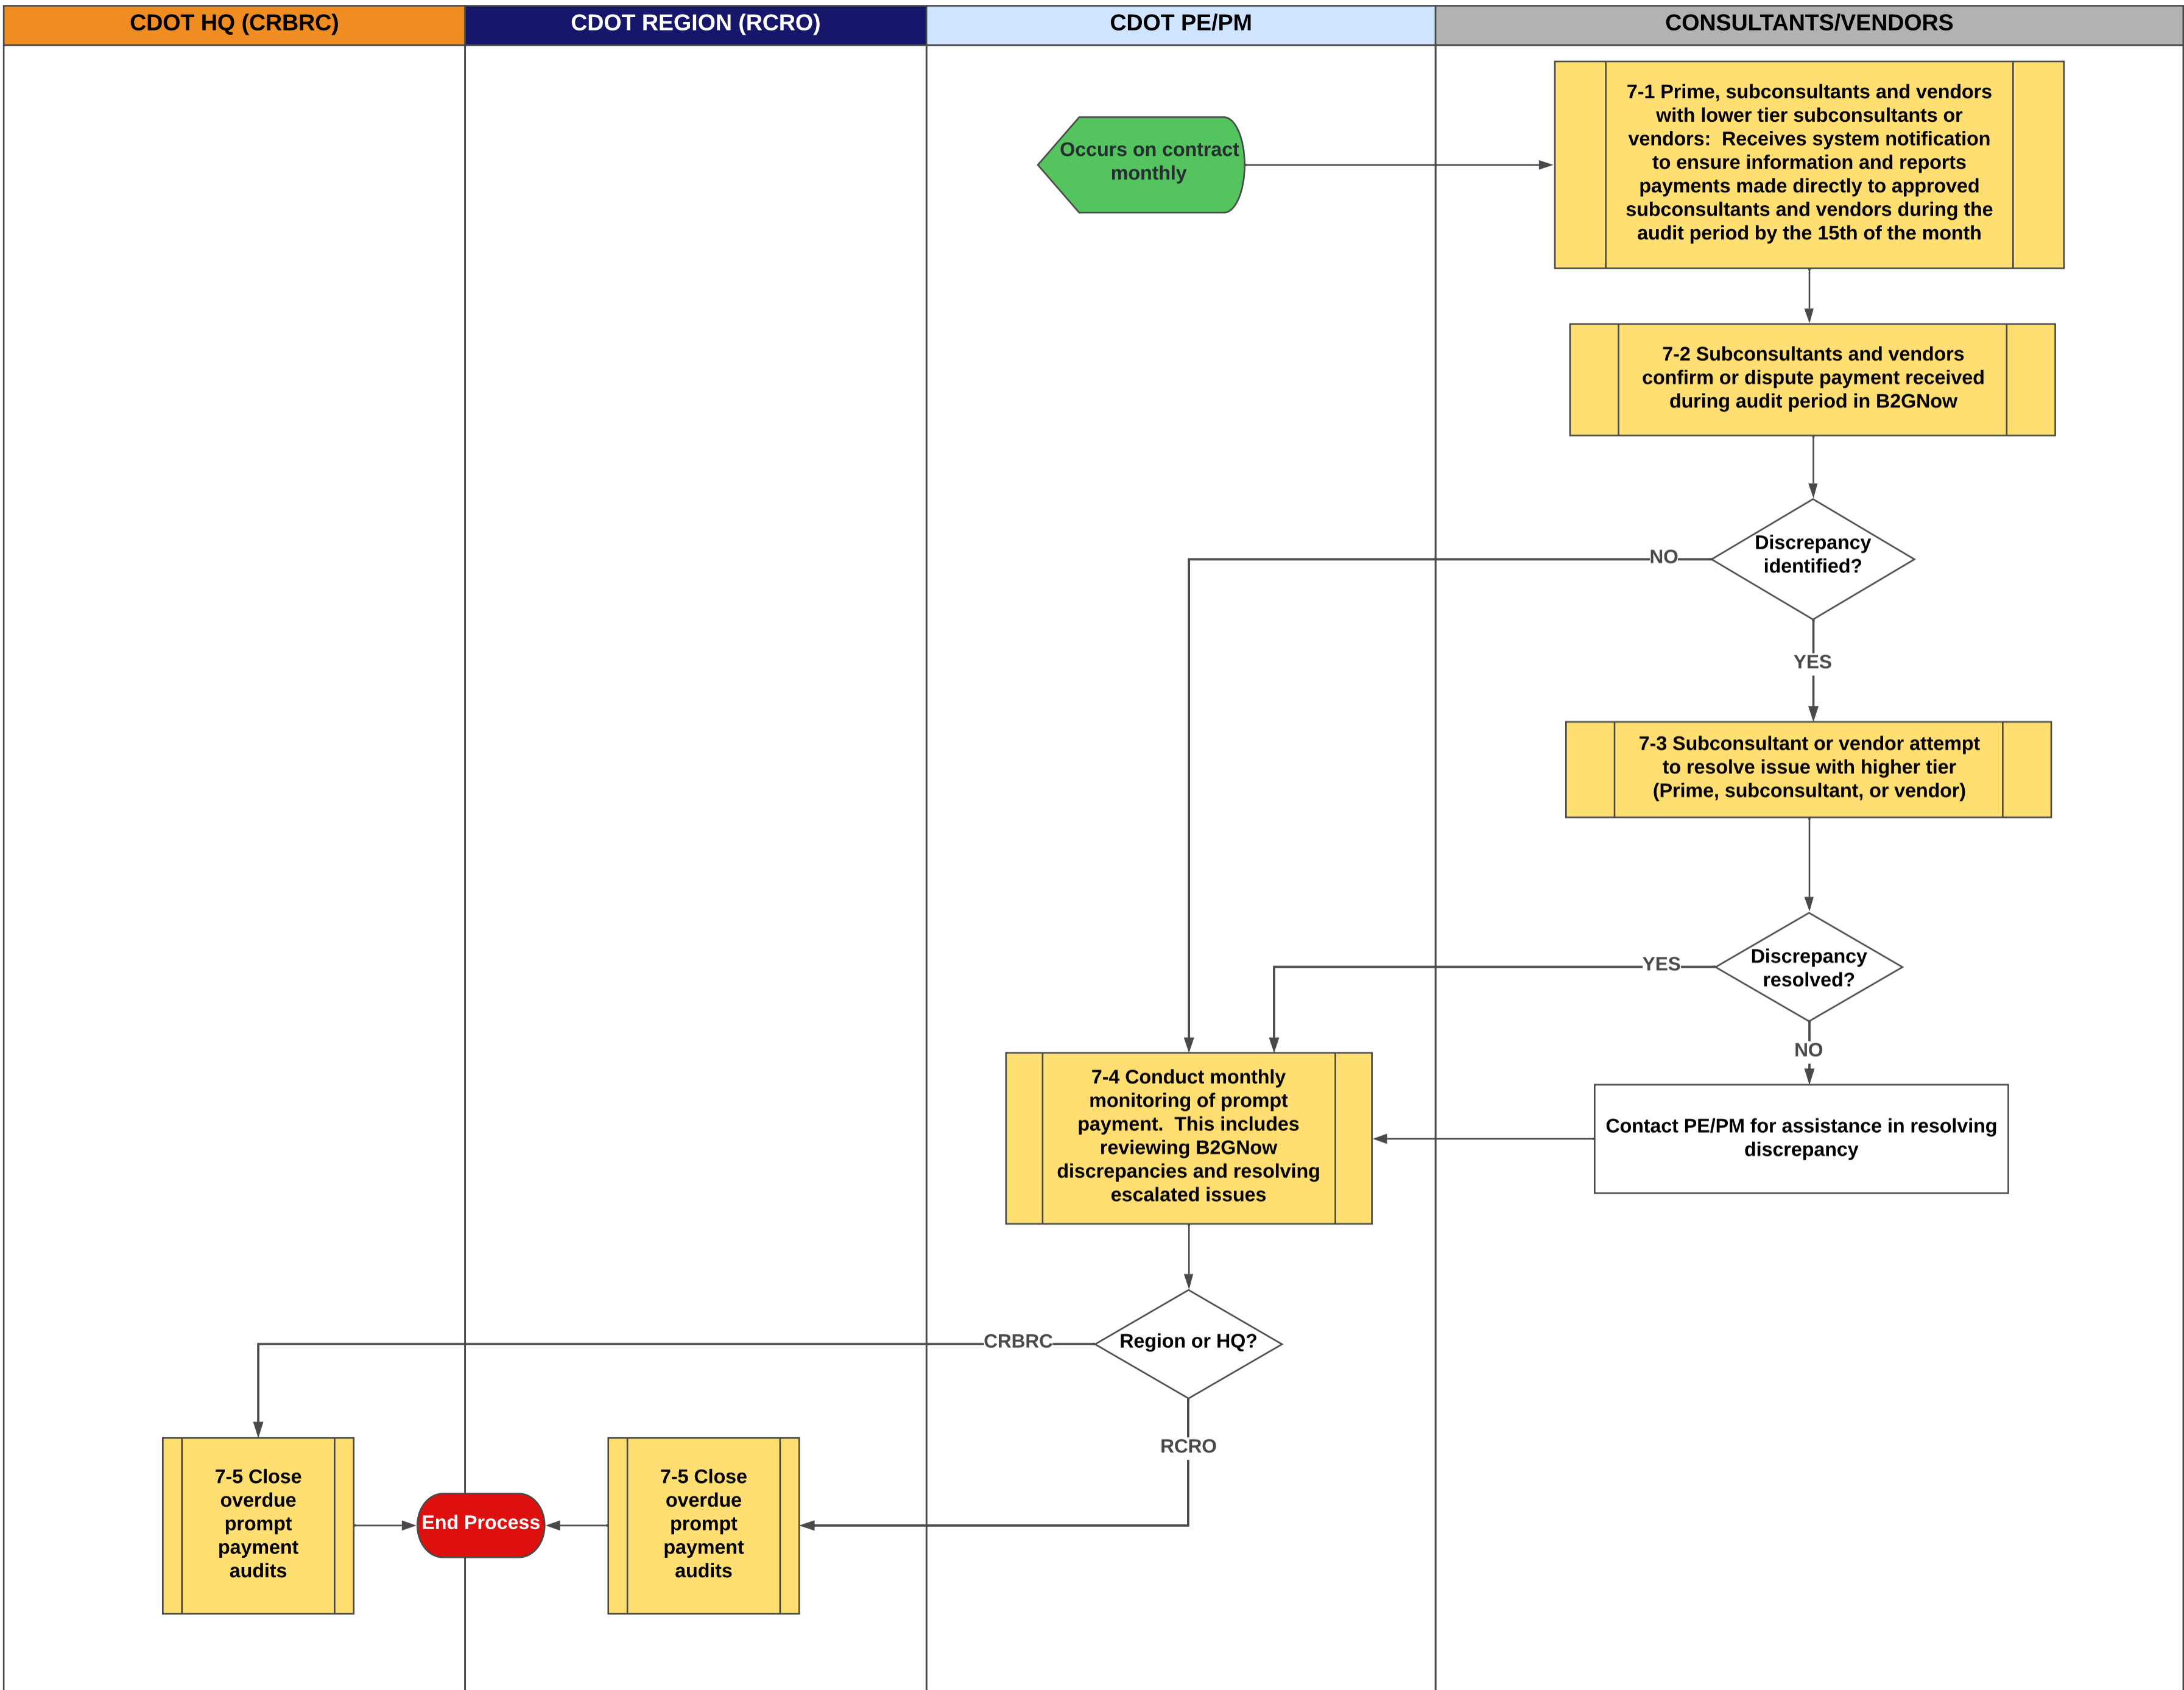 CDOT HQ (CRBRC)
CDOT REGION (RCRO)
CDOT PE/PM
CONSULTANTS/VENDORS
Occurs on contract
monthly
7-1 Prime, subconsultants and vendors
with lower tier subconsultants or
vendors:  Receives system notification
to ensure information and reports
payments made directly to approved
subconsultants and vendors during the
audit period by the 15th of the month
7-2 Subconsultants and vendors
confirm or dispute payment received
during audit period in B2GNow
Discrepancy
identified?
NO
YES
7-3 Subconsultant or vendor attempt
to resolve issue with higher tier
(Prime, subconsultant, or vendor)
Discrepancy
resolved?
YES
NO
Contact PE/PM for assistance in resolving
discrepancy
7-4 Conduct monthly
monitoring of prompt
payment.  This includes
reviewing B2GNow
discrepancies and resolving
escalated issues
Region or HQ?
CRBRC
RCRO
7-5 Close
overdue
prompt
payment
audits
End Process
7-5 Close
overdue
prompt
payment
audits